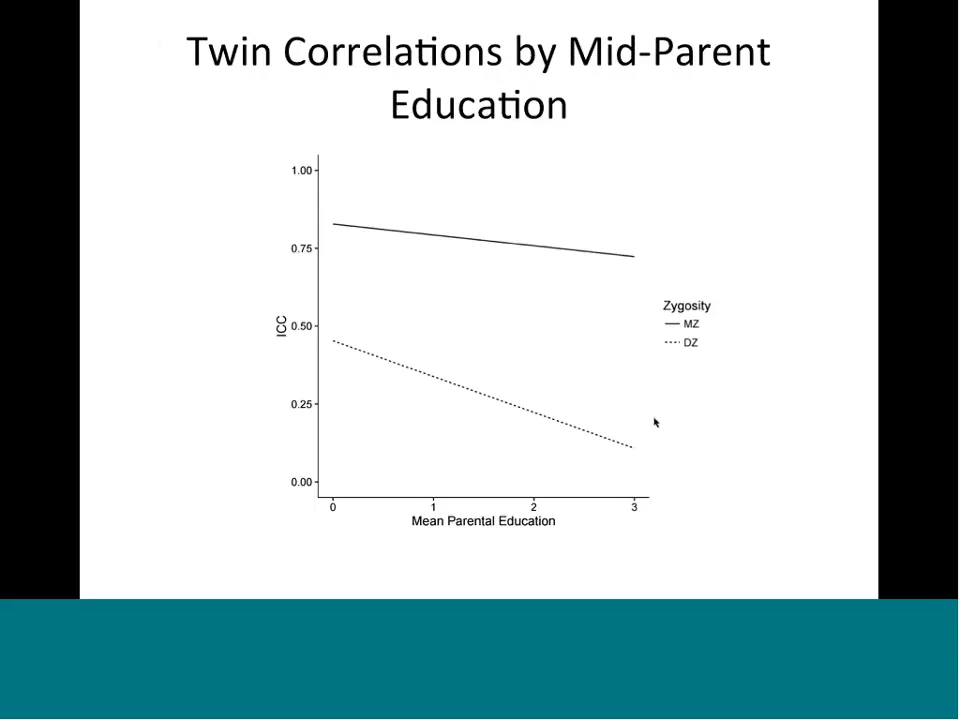 Twin Correlations by Mid-Parent
Education
1.00
0.75
0.50
0.25
0.00
ICC
0 1 2 3
Mean Parental Education
Zygosity
MZ
DZ